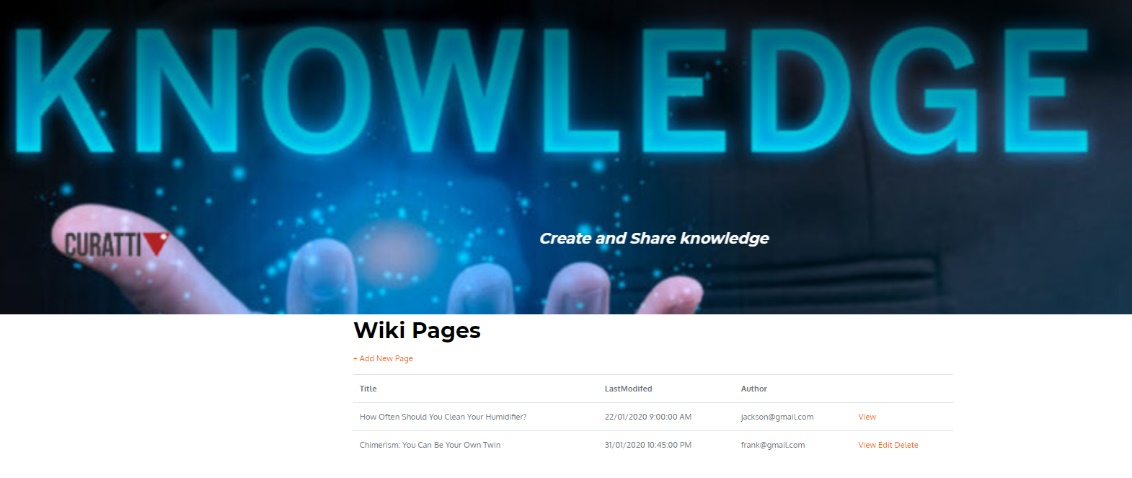 KNOWLEDGE
CURATTI
Create and Share knowledge
Wiki Pages
+ Add New Page
Title LastModifed Author
How Often Should You Clean Your Humidifier? 22/01/2020 9:00:00 AM jackson@gmail.com View
Chimerism: You Can Be Your Own Twin 31/01/2020 10:45:00 PM frank@gmail.com View Edit Delete